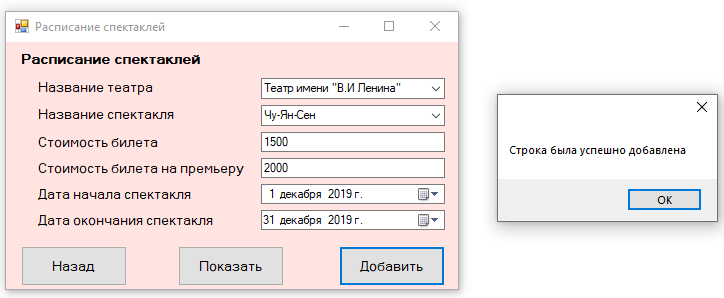 Расписание спектаклей
Расписание спектаклей
Название театра Театр имени "В.И Ленина"
Название спектакля Чу-Ян-Сен
Стоимость билета 1500
Стоимость билета на премьеру 2000
Дата начала спектакля 1 декабря 2019 г.
Дата окончания спектакля 31 декабря 2019 г.
Назад Показать Добавить
Строка была успешно добавлена
OK